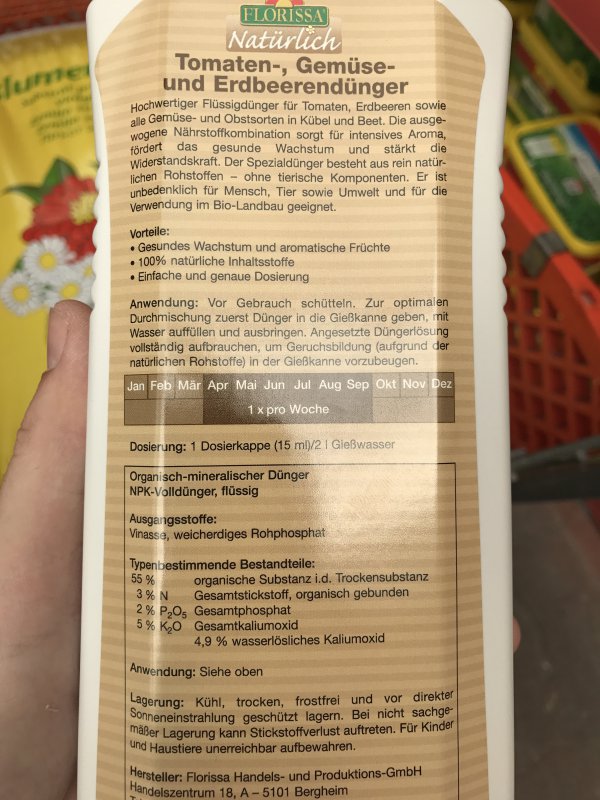 FLORISSA
Natürlich
Tomaten-, Gemüse-
und Erdbeerendünger
Hochwertiger Flüssigdünger für Tomaten, Erdbeeren sowie
alle Gemüse- und Obstsorten in Kübel und Beet. Die ausge-
wogene Nährstoffkombination sorgt für intensives Aroma,
fördert das gesunde Wachstum und stärkt die
Widerstandskraft. Der Spezialdünger besteht aus rein natür-
lichen Rohstoffen – ohne tierische Komponenten. Er ist
unbedenklich für Mensch, Tier sowie Umwelt und für die
Verwendung im Bio-Landbau geeignet.
Vorteile:
• Gesundes Wachstum und aromatische Früchte
• 100% natürliche Inhaltsstoffe
• Einfache und genaue Dosierung
Anwendung: Vor Gebrauch schütteln. Zur optimalen
Durchmischung zuerst Dünger in die Gießkanne geben, mit
Wasser auffüllen und ausbringen. Angesetzte Düngerlösung
vollständig aufbrauchen, um Geruchsbildung (aufgrund der
natürlichen Rohstoffe) in der Gießkanne vorzubeugen.
Jan Feb Mär Apr Mai Jun Jul Aug Sep Okt Nov Dez
1 x pro Woche
Dosierung: 1 Dosierkappe (15 ml)/2 l Gießwasser
Organisch-mineralischer Dünger
NPK-Volldünger, flüssig
Ausgangsstoffe:
Vinasse, weicherdiges Rohphosphat
Typenbestimmende Bestandteile:
55 % organische Substanz i.d. Trockensubstanz
3 % N Gesamtstickstoff, organisch gebunden
2 % P2O5 Gesamtphosphat
5 % K2O Gesamtkaliumoxid
4,9 % wasserlösliches Kaliumoxid
Anwendung: Siehe oben
Lagerung: Kühl, trocken, frostfrei und vor direkter
Sonneneinstrahlung geschützt lagern. Bei nicht sachge-
mäßer Lagerung kann Stickstoffverlust auftreten. Für Kinder
und Haustiere unerreichbar aufbewahren.
Hersteller: Florissa Handels- und Produktions-GmbH
Handelszentrum 18, A – 5101 Bergheim